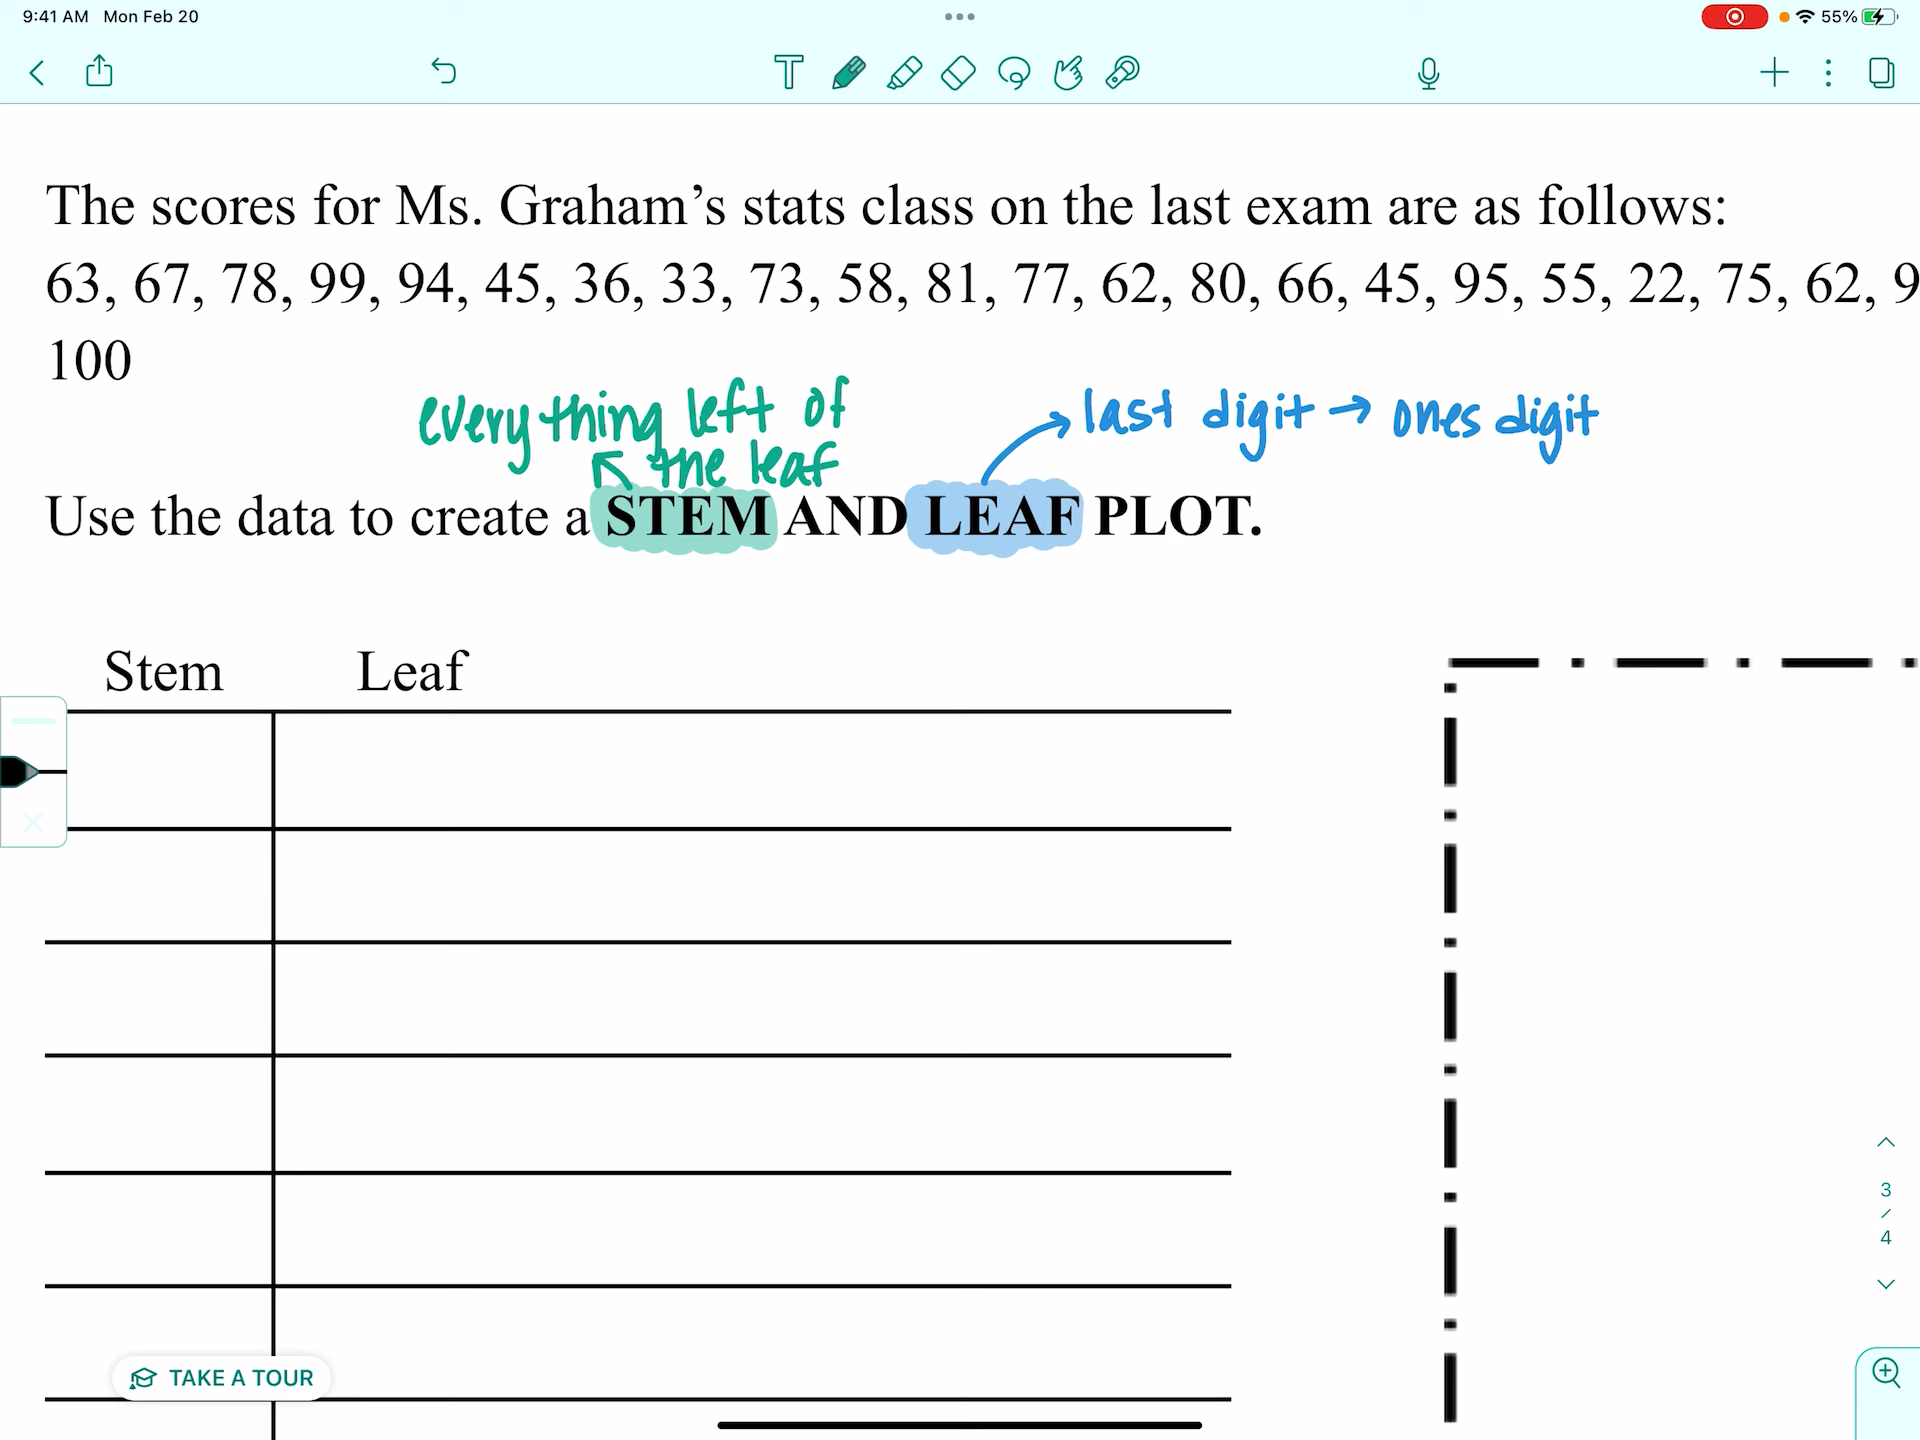 9:41 AM Mon Feb 20
55%
T
The scores for Ms. Graham’s stats class on the last exam are as follows:
63, 67, 78, 99, 94, 45, 36, 33, 73, 58, 81, 77, 62, 80, 66, 45, 95, 55, 22, 75, 62, 9
100
everything left of
the leaf
last digit → ones digit
Use the data to create a STEM AND LEAF PLOT.
Stem Leaf
3
/
4
TAKE A TOUR